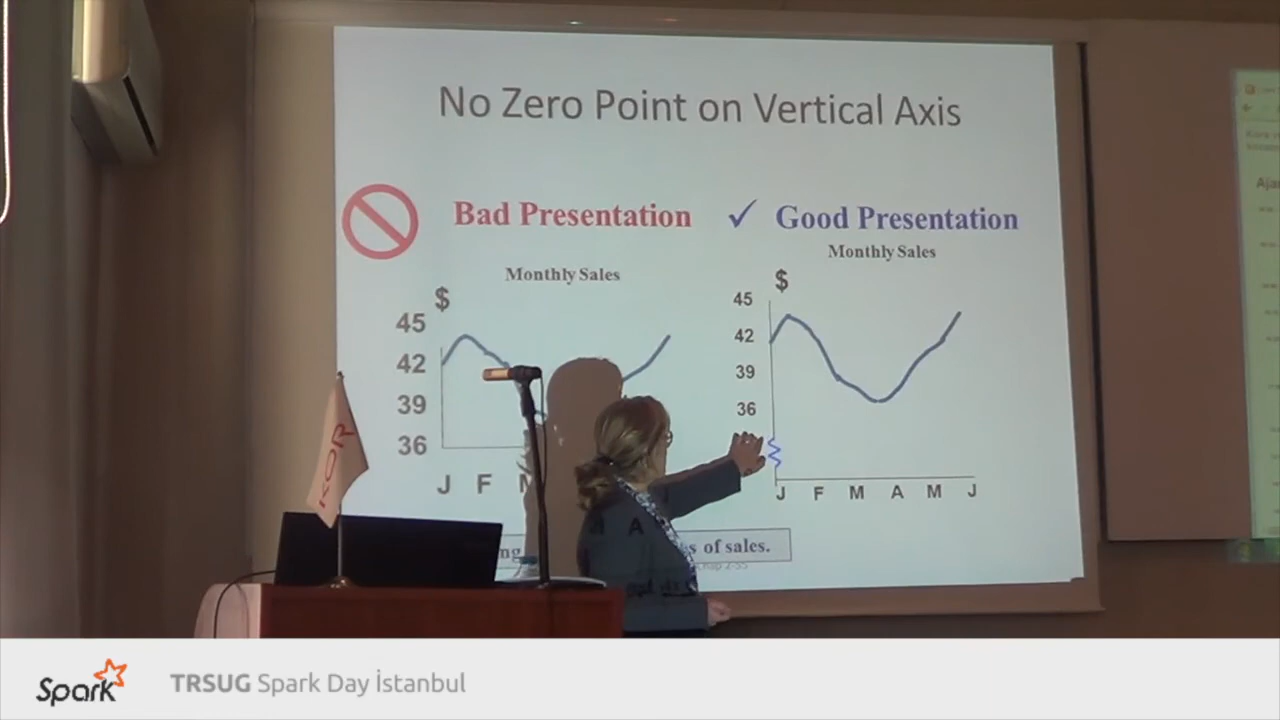 No Zero Point on Vertical Axis
Bad Presentation
✓ Good Presentation
Monthly Sales
Monthly Sales
$
45
42
39
36
J F
$
45
42
39
36
J F M A M J
A
of sales.
KOR
Spark
TRSUG Spark Day İstanbul